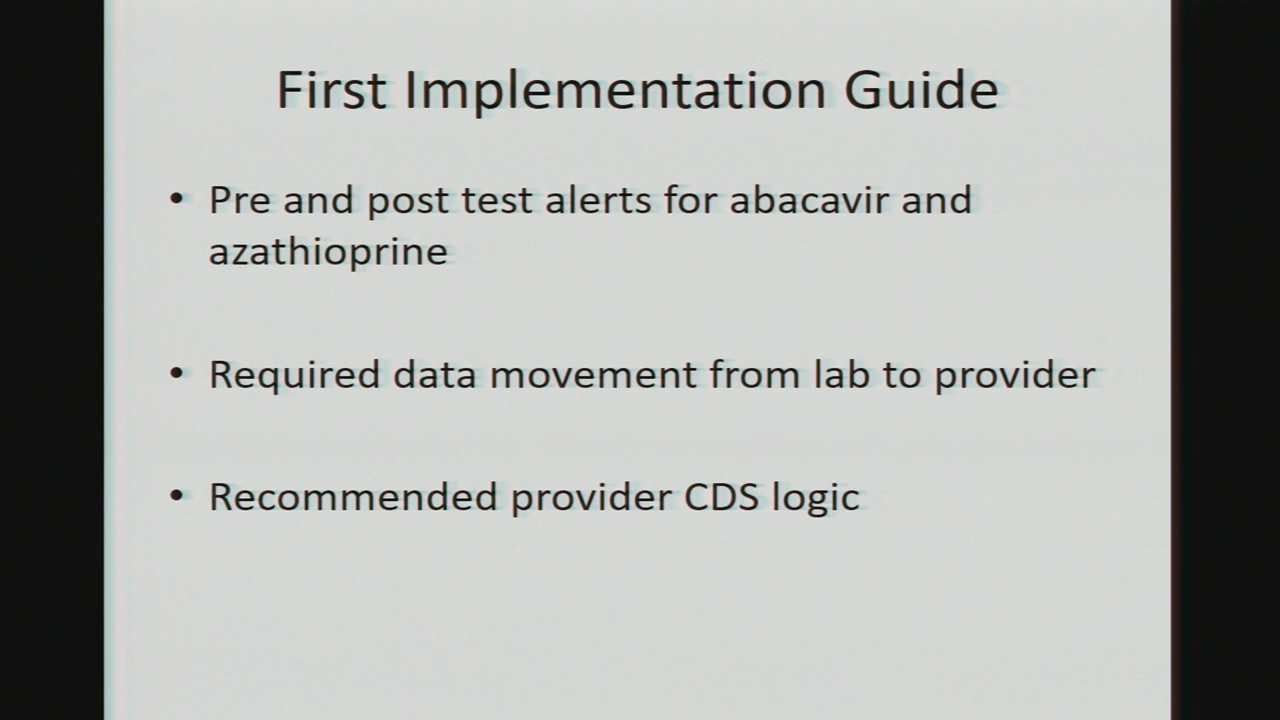 First Implementation Guide
• Pre and post test alerts for abacavir and
azathioprine
• Required data movement from lab to provider
• Recommended provider CDS logic